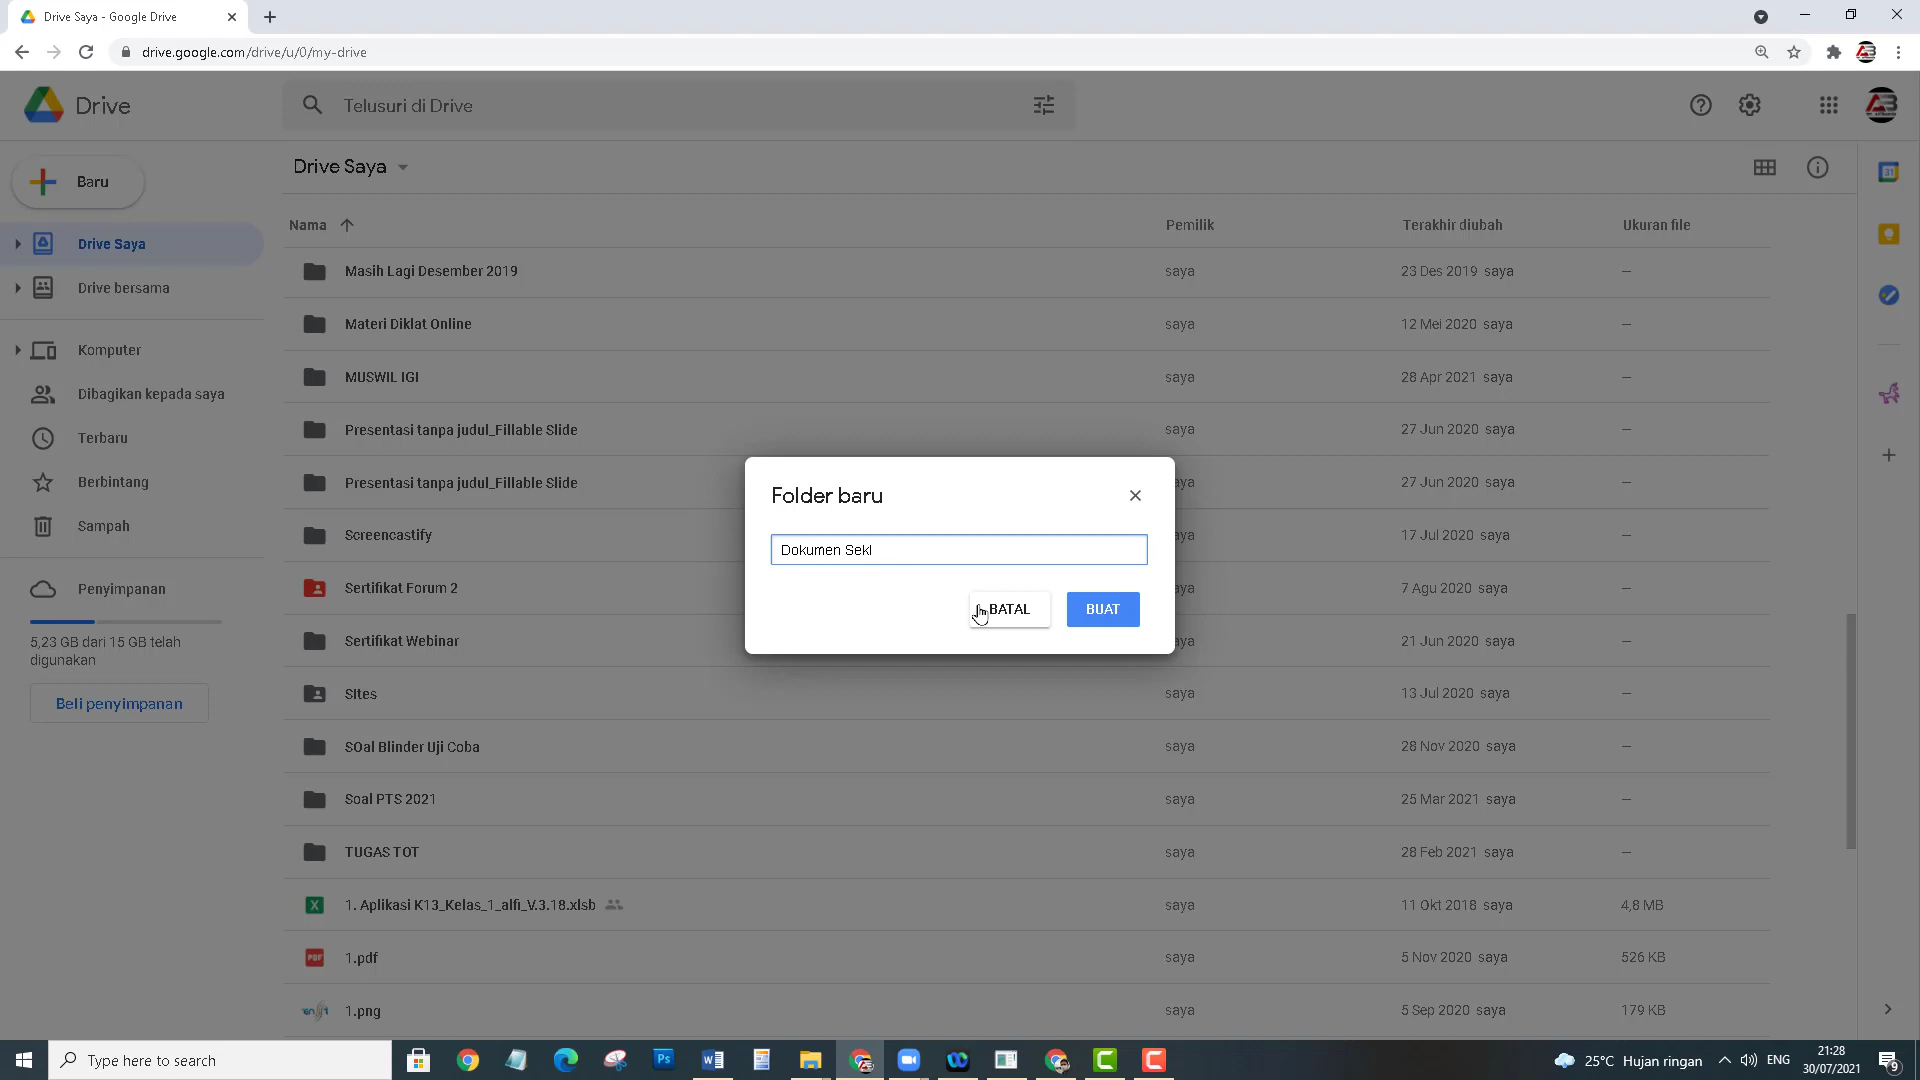 Drive Saya - Google Drive
drive.google.com/drive/u/0/my-drive
Drive
Telusuri di Drive
Baru
Drive Saya
Drive Saya
Drive bersama
Komputer
Dibagikan kepada saya
Terbaru
Berbintang
Sampah
Penyimpanan
5,23 GB dari 15 GB telah
digunakan
Beli penyimpanan
Nama Pemilik Terakhir diubah Ukuran file
Masih Lagi Desember 2019 saya 23 Des 2019 saya –
Materi Diklat Online saya 12 Mei 2020 saya –
MUSWIL IGI saya 28 Apr 2021 saya –
Presentasi tanpa judul_Fillable Slide saya 27 Jun 2020 saya –
Presentasi tanpa judul_Fillable Slide aya 27 Jun 2020 saya –
Screencastify aya 17 Jul 2020 saya –
Sertifikat Forum 2 aya 7 Agu 2020 saya –
Sertifikat Webinar aya 21 Jun 2020 saya –
SItes saya 13 Jul 2020 saya –
SOal Blinder Uji Coba saya 28 Nov 2020 saya –
Soal PTS 2021 saya 25 Mar 2021 saya –
TUGAS TOT saya 28 Feb 2021 saya –
1. Aplikasi K13_Kelas_1_alfi_V.3.18.xlsb saya 11 Okt 2018 saya 4,8 MB
PDF 1.pdf saya 5 Nov 2020 saya 526 KB
1.png saya 5 Sep 2020 saya 179 KB
Folder baru
Dokumen Sekl
BATAL BUAT
31
Type here to search
Ps
25°C Hujan ringan
ENG
21:28
30/07/2021
9